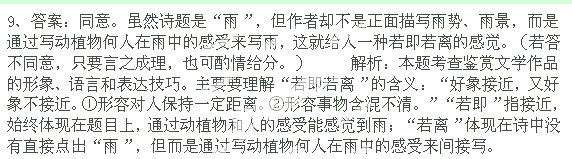 9、答案：同意。虽然诗题是“雨 ”，但作者却不是正面描写雨势、雨景，而是
通过写动植物何人在雨中的感受来写雨，这就给人一种若即若离的感觉。（若答
不同意，只要言之成理，也可酌情给分。） 解析：本题考查鉴赏文学作品
的形象、语言和表达技巧。主要要理解“若即若离”的含义：“好象接近，又好
象不接近。①形容对人保持一定距离。②形容事物含混不清。”“若即”指接近，
始终体现在题目上，通过动植物和人的感受能感觉到雨；“若离”体现在诗中没
有直接点出“雨 ”，但而是通过写动植物何人在雨中的感受来间接写。